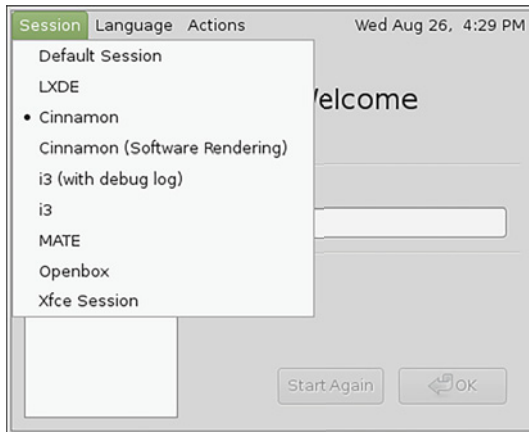 Session Language Actions Wed Aug 26, 4:29 PM
Default Session
LXDE
• Cinnamon
Cinnamon (Software Rendering)
i3 (with debug log)
i3
MATE
Openbox
Xfce Session
elcome
Start Again OK